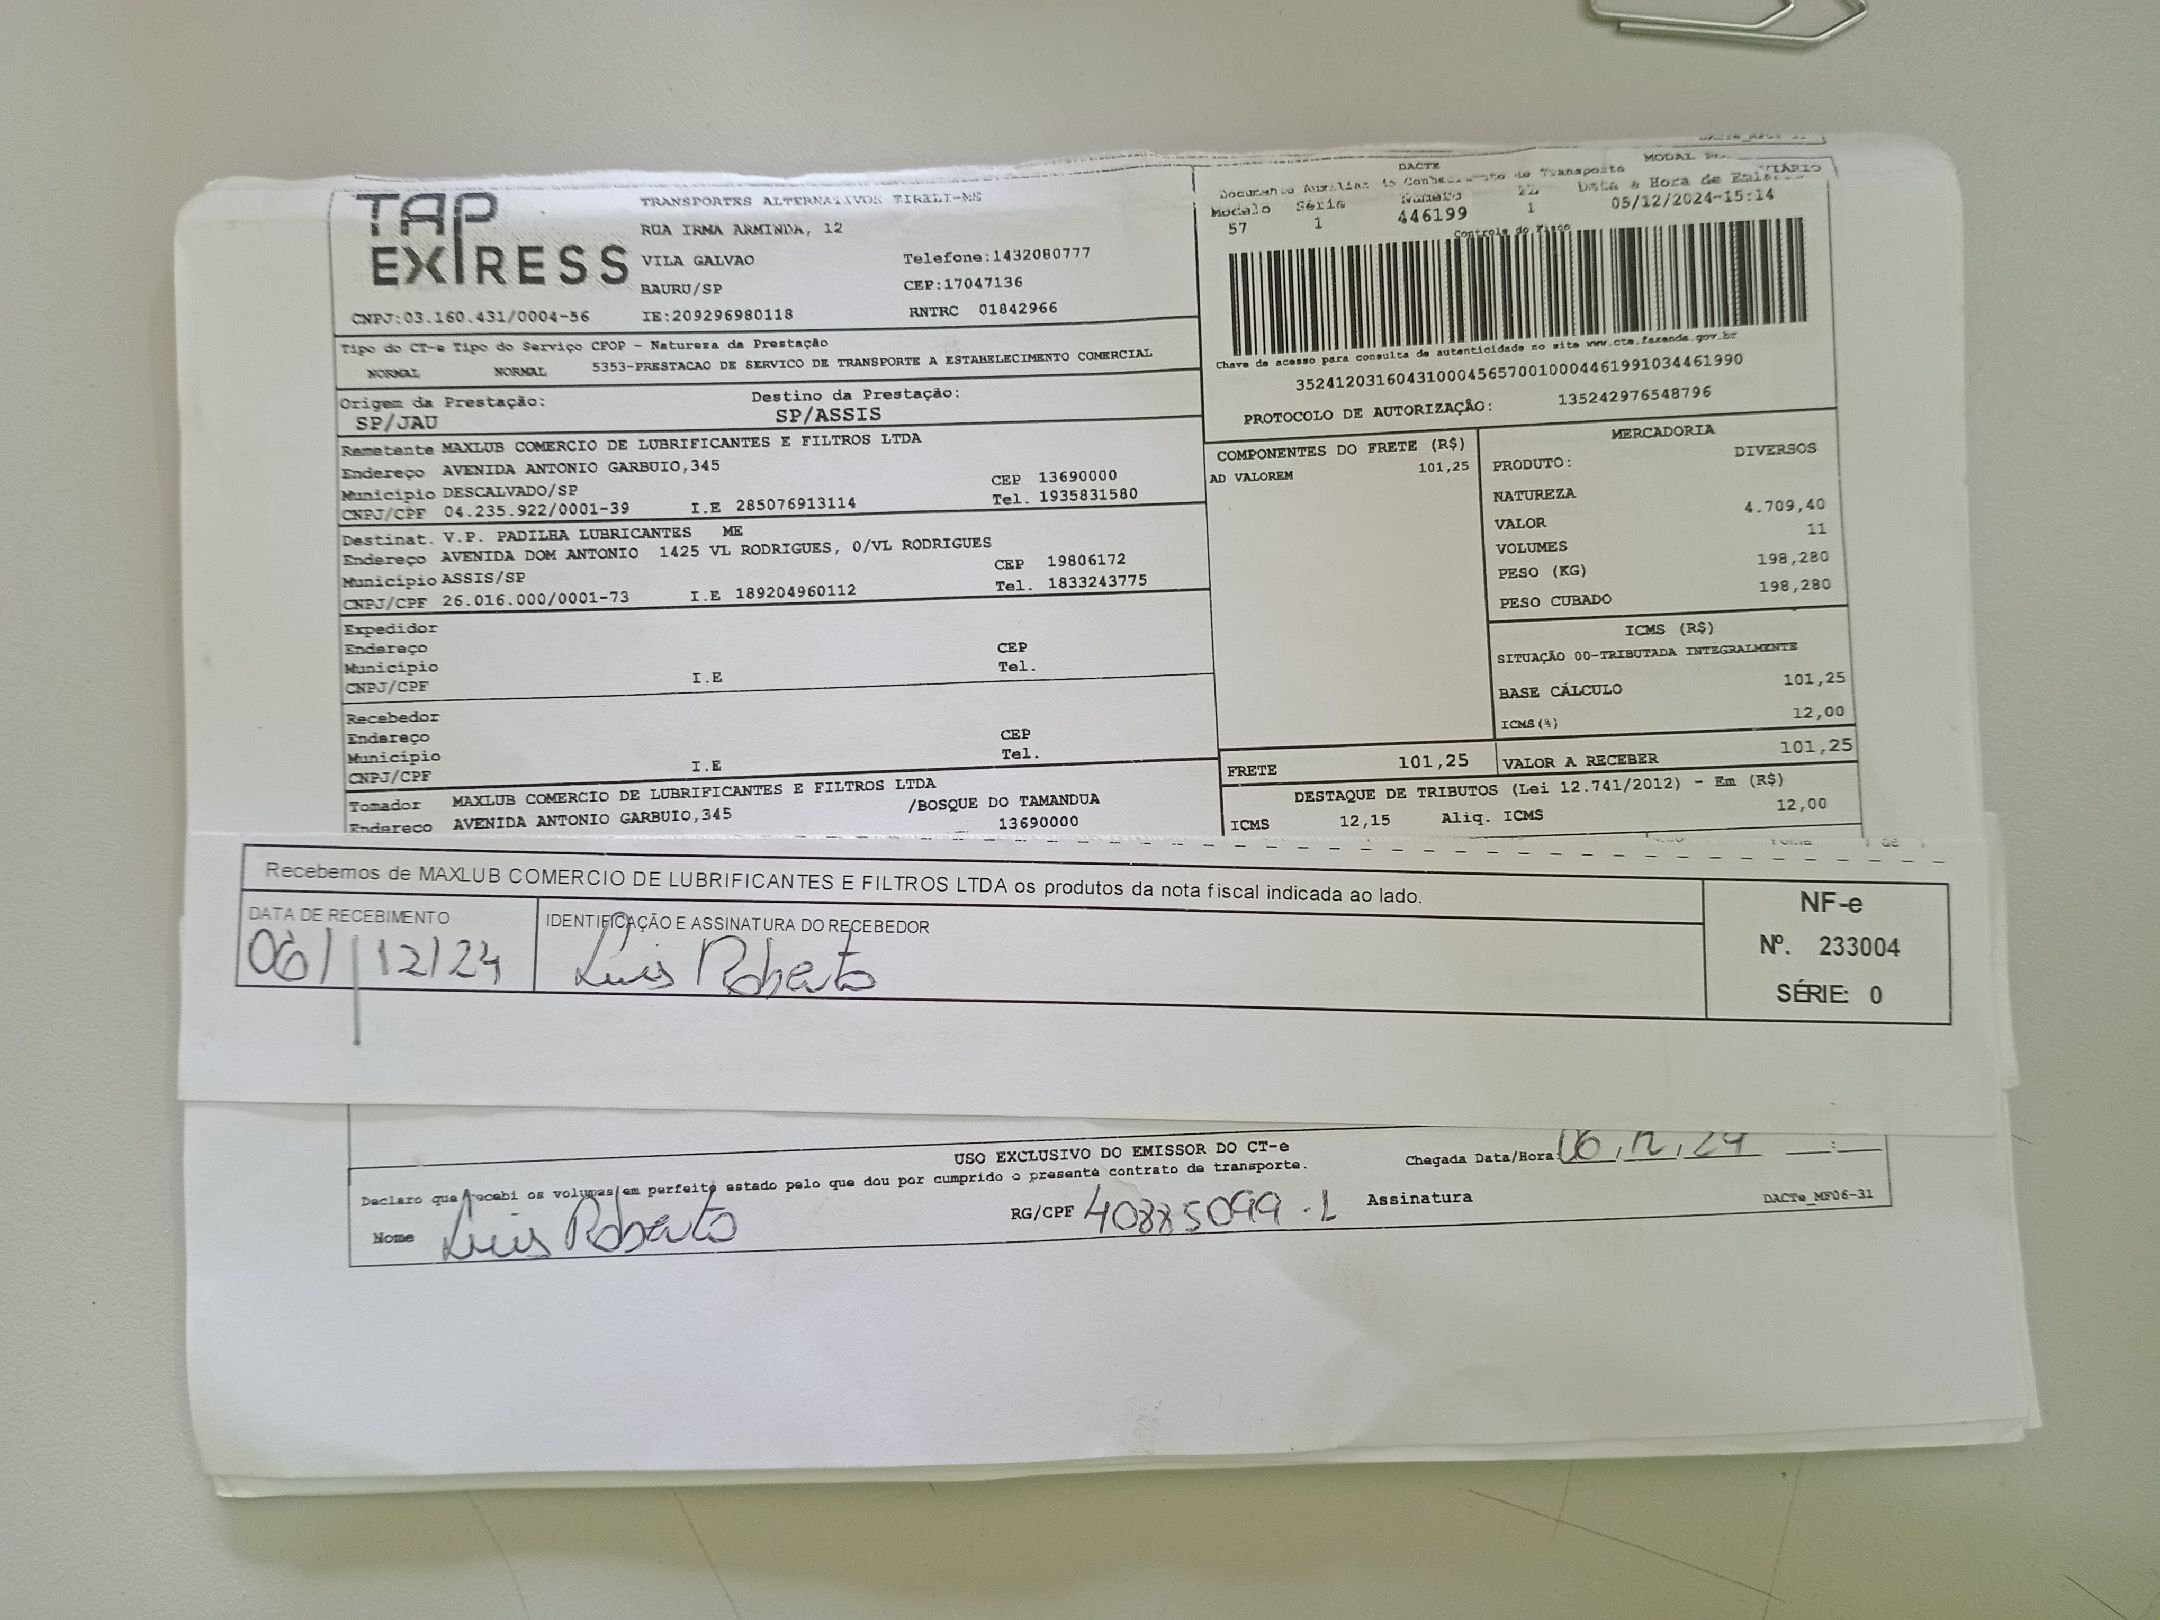 TAP EXPRESS
TRANSPORTES ALTERNATIVOS EIRELI-ME
RUA IRMA ARMINDA, 12
VILA GALVAO Telefone:1432080777
BAURU/SP CEP:17047136
CNPJ:03.160.431/0004-56 IE:209296980118 RNTRC 01842966
Tipo do CT-e Tipo do Serviço CFOP - Natureza da Prestação
NORMAL NORMAL 5353-PRESTACAO DE SERVICO DE TRANSPORTE A ESTABELECIMENTO COMERCIAL
Origem da Prestação: Destino da Prestação:
SP/JAU SP/ASSIS
Remetente MAXLUB COMERCIO DE LUBRIFICANTES E FILTROS LTDA
Endereço AVENIDA ANTONIO GARBUIO,345 CEP 13690000
Município DESCALVADO/SP Tel. 1935831580
CNPJ/CPF 04.235.922/0001-39 I.E 285076913114
Destinat. V.P. PADILHA LUBRICANTES ME
Endereço AVENIDA DOM ANTONIO 1425 VL RODRIGUES, 0/VL RODRIGUES
Município ASSIS/SP CEP 19806172
CNPJ/CPF 26.016.000/0001-73 I.E 189204960112 Tel. 1833243775
Expedidor
Endereço CEP
Município Tel.
CNPJ/CPF I.E
Recebedor
Endereço CEP
Município Tel.
CNPJ/CPF I.E
Tomador MAXLUB COMERCIO DE LUBRIFICANTES E FILTROS LTDA
Endereço AVENIDA ANTONIO GARBUIO,345 /BOSQUE DO TAMANDUA
13690000
DACTE MODAL
Documento Auxiliar do Conhecimento de Transporte
Modelo Série Número FL Data e Hora de Emissão
57 1 446199 1 05/12/2024-15:14
Controle do Fisco
Chave de acesso para consulta de autenticidade no site www.cte.fazenda.gov.br
35241203160431000456570010004461991034461990
PROTOCOLO DE AUTORIZAÇÃO: 135242976548796
COMPONENTES DO FRETE (R$)
AD VALOREM 101,25
MERCADORIA
PRODUTO: DIVERSOS
NATUREZA
VALOR 4.709,40
VOLUMES 11
PESO (KG) 198,280
PESO CUBADO 198,280
ICMS (R$)
SITUAÇÃO 00-TRIBUTADA INTEGRALMENTE
BASE CÁLCULO 101,25
ICMS(%) 12,00
FRETE 101,25 VALOR A RECEBER 101,25
DESTAQUE DE TRIBUTOS (Lei 12.741/2012) - Em (R$)
ICMS 12,15 Aliq. ICMS 12,00
Recebemos de MAXLUB COMERCIO DE LUBRIFICANTES E FILTROS LTDA os produtos da nota fiscal indicada ao lado.
DATA DE RECEBIMENTO IDENTIFICAÇÃO E ASSINATURA DO RECEBEDOR
06/12/24 Luis Roberto
NF-e
Nº. 233004
SÉRIE: 0
USO EXCLUSIVO DO EMISSOR DO CT-e
Declaro que recebi os volumes em perfeito estado pelo que dou por cumprido o presente contrato de transporte.
Chegada Data/Hora: 06,12,24
Nome Luis Roberto RG/CPF 40885099-1 Assinatura
DACTe_MF06-31